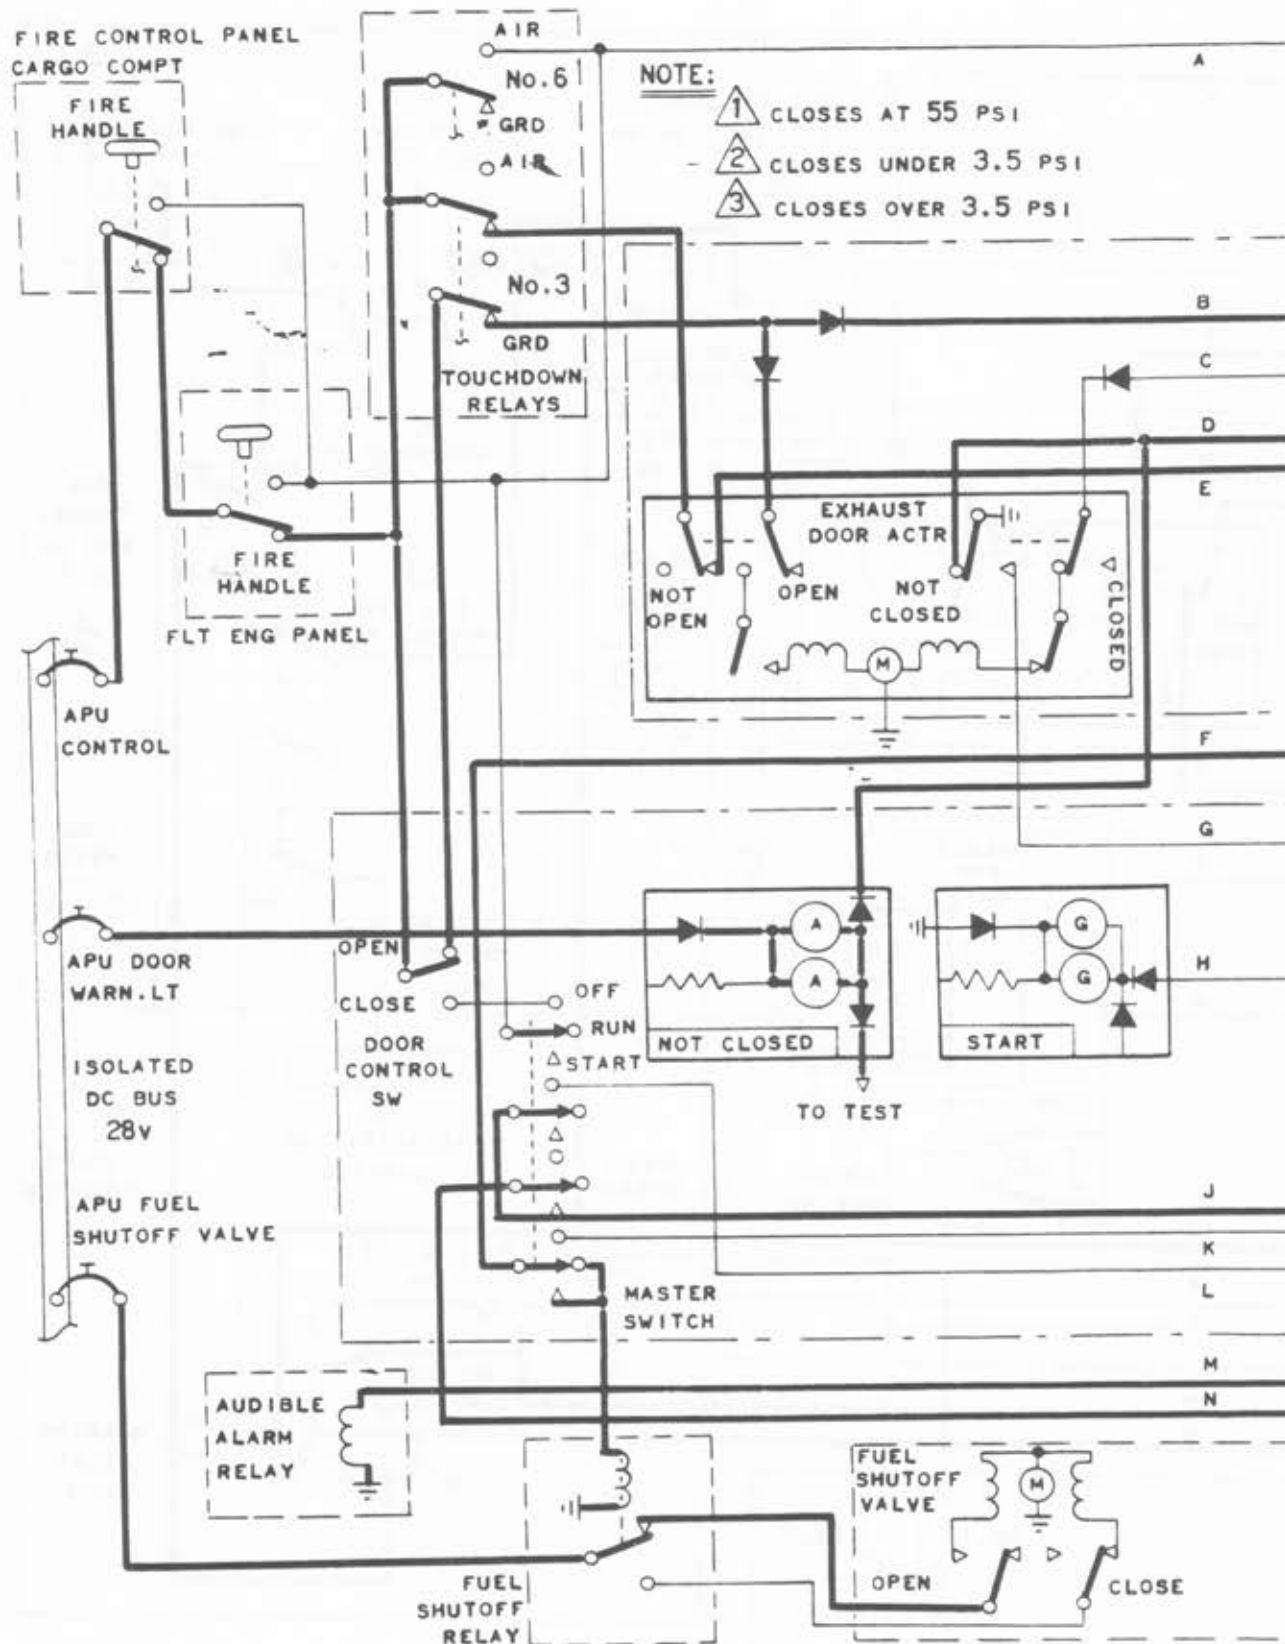 FIRE CONTROL PANEL
CARGO COMPT
FIRE
HANDLE
AIR
No.6
GRD
AIR
No.3
GRD
TOUCHDOWN
RELAYS
NOTE:
1 CLOSES AT 55 PSI
2 CLOSES UNDER 3.5 PSI
3 CLOSES OVER 3.5 PSI
A
B
C
D
E
FIRE
HANDLE
FLT ENG PANEL
EXHAUST
DOOR ACTR
NOT
OPEN
OPEN
NOT
CLOSED
CLOSED
M
APU
CONTROL
F
G
APU DOOR
WARN.LT
OPEN
CLOSE
DOOR
CONTROL
SW
OFF
RUN
START
A
A
NOT CLOSED
TO TEST
G
G
START
H
ISOLATED
DC BUS
28V
APU FUEL
SHUTOFF VALVE
J
K
L
MASTER
SWITCH
M
N
AUDIBLE
ALARM
RELAY
FUEL
SHUTOFF
RELAY
FUEL
SHUTOFF
VALVE
M
OPEN
CLOSE